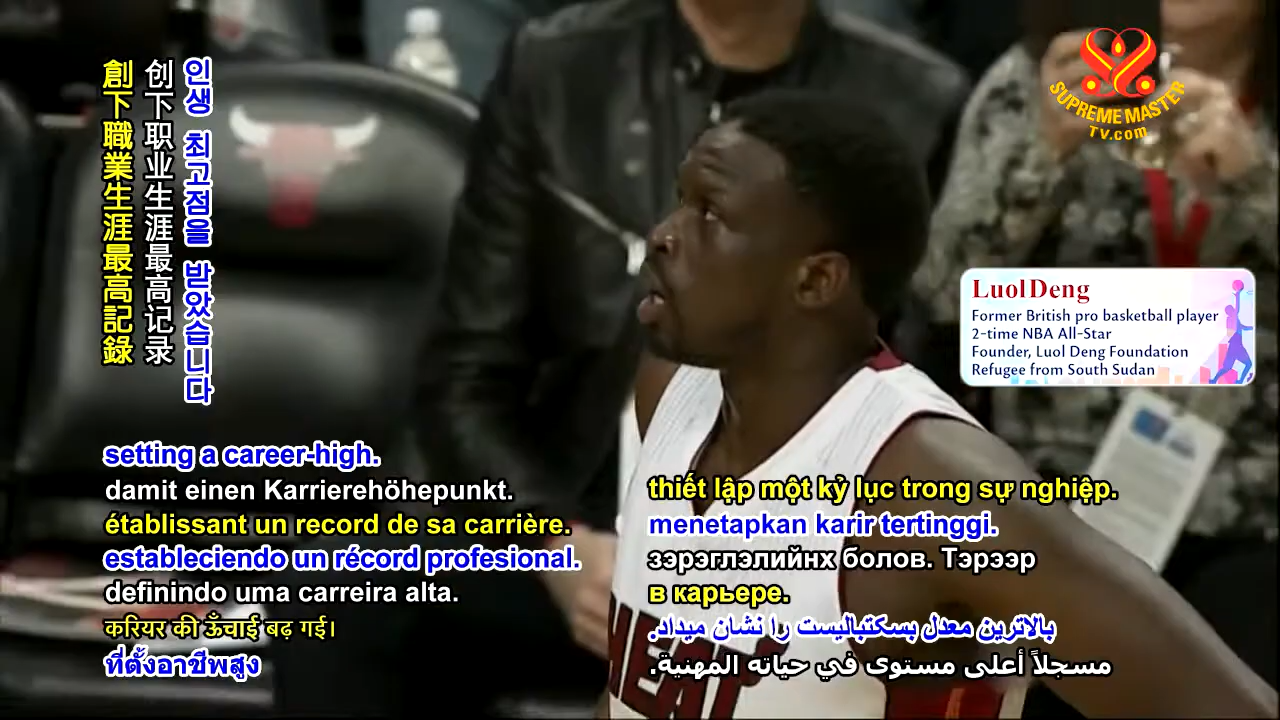 創下職業生涯最高記錄
创下职业生涯最高记录
인생 최고점을 받았습니다
SUPREME MASTER
TV.com
LuolDeng
Former British pro basketball player
2-time NBA All-Star
Founder, Luol Deng Foundation
Refugee from South Sudan
setting a career-high.
damit einen Karrierehöhepunkt.
établissant un record de sa carrière.
estableciendo un récord profesional.
definindo uma carreira alta.
करियर की ऊँचाई बढ़ गई।
ที่ตั้งอาชีพสูง
thiết lập một kỷ lục trong sự nghiệp.
menetapkan karir tertinggi.
зэрэглэлийнх болов. Тэрээр
в карьере.
بالاترین معدل بسکتبالیست را نشان میداد.
مسجلاً أعلى مستوى في حياته المهنية.
HEAT